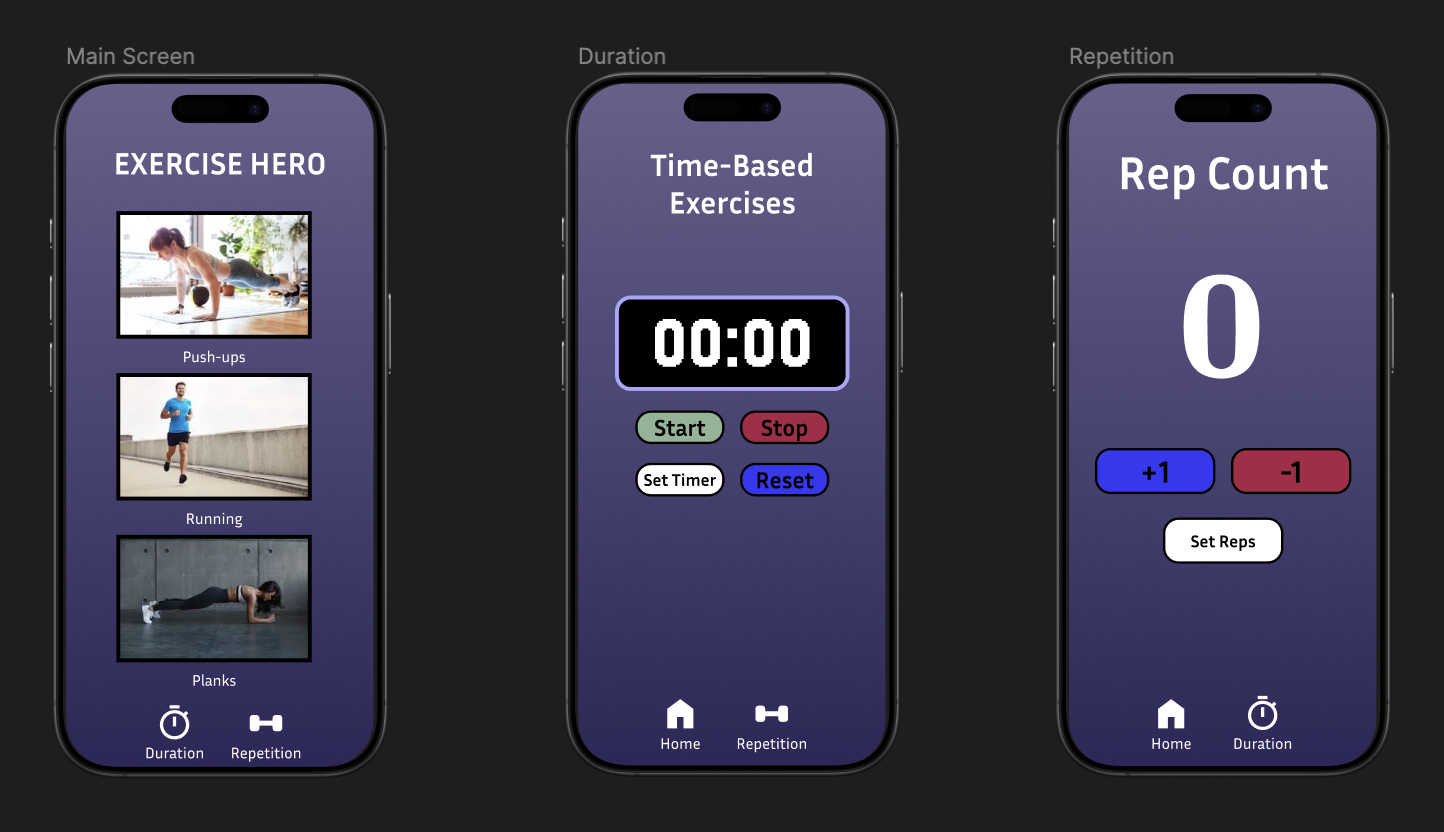 Main Screen
EXERCISE HERO
Push-ups
Running
Planks
Duration
Repetition
Duration
Time-Based
Exercises
00:00
Start
Stop
Set Timer
Reset
Home
Repetition
Repetition
Rep Count
0
+1
-1
Set Reps
Home
Duration